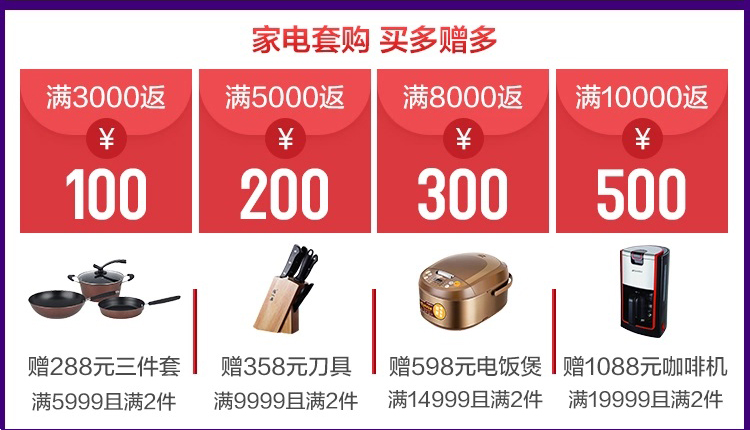 家电套购 买多赠多
满3000返 满5000返 满8000返 满10000返
¥ ¥ ¥ ¥
100 200 300 500
赠288元三件套 赠358元刀具 赠598元电饭煲 赠1088元咖啡机
满5999且满2件 满9999且满2件 满14999且满2件 满19999且满2件